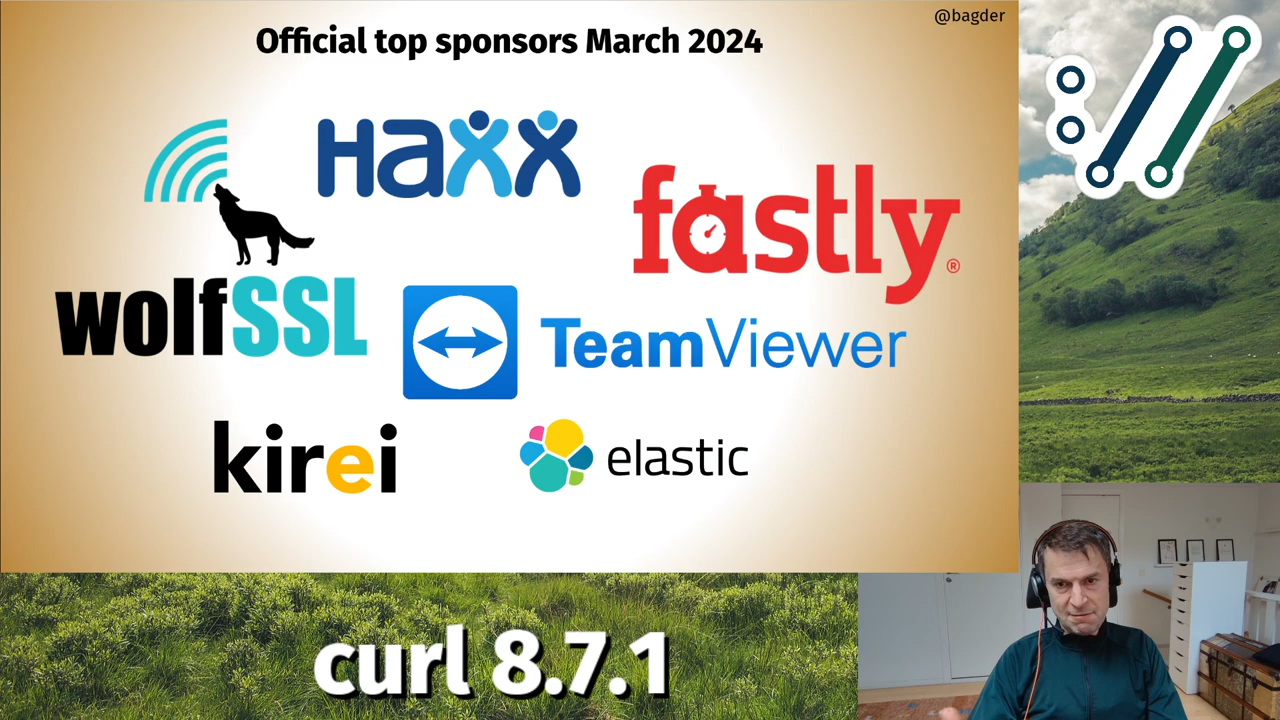 @bagder
Official top sponsors March 2024
HAXX
fastly®
wolfSSL
TeamViewer
kirei
elastic
curl 8.7.1